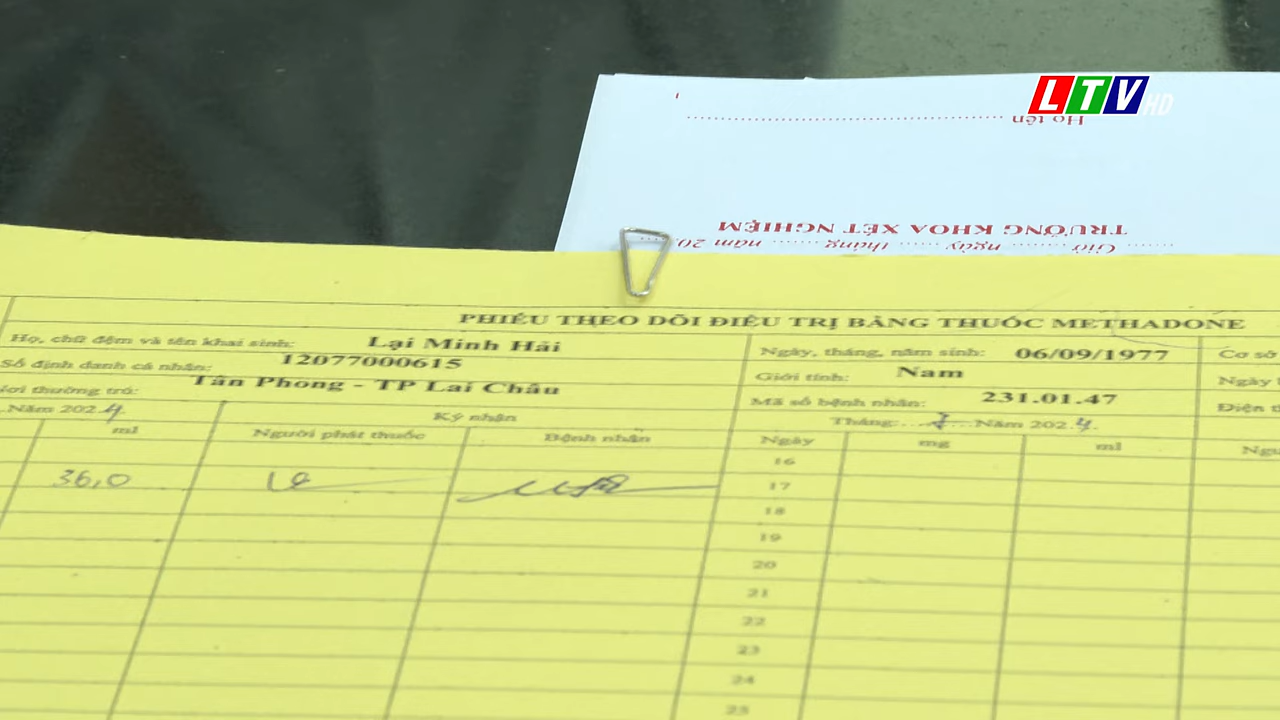 LTV HD
Họ tên
TRƯỞNG KHOA XÉT NGHIỆM
Giờ ...... ngày ...... tháng ...... năm 20
PHIẾU THEO DÕI ĐIỀU TRỊ BẰNG THUỐC METHADONE
Họ, chữ đệm và tên khai sinh: Lại Minh Hải
Ngày, tháng, năm sinh: 06/09/1977
Cơ sở
Số định danh cá nhân: 12077000615
Giới tính: Nam
Ngày
Nơi thường trú: Tân Phong - TP Lai Châu
Mã số bệnh nhân: 231.01.47
Điện
Năm 2024
Ký nhận
Tháng: Năm 2024.
ml
Người phát thuốc
Bệnh nhân
Ngày
mg
ml
36,0
16
17
18
19
20
21
22
23
24
25